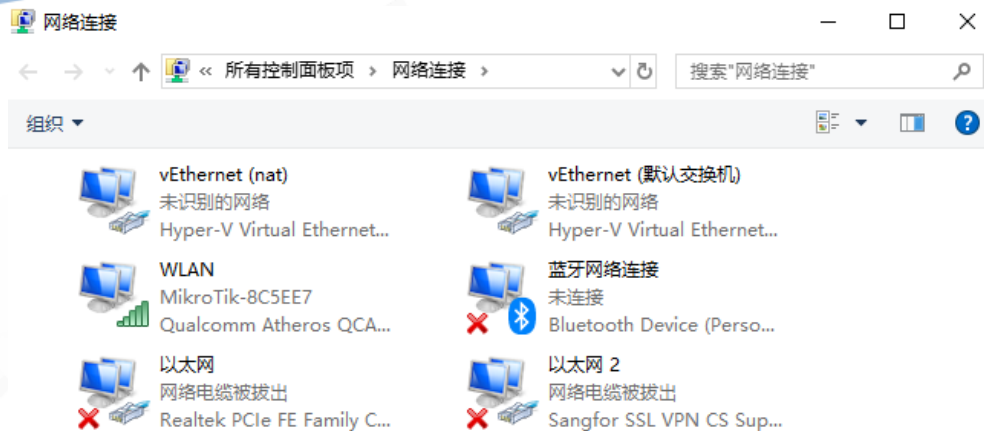 网络连接
« 所有控制面板项 › 网络连接 ›
搜索"网络连接"
组织
vEthernet (nat)
未识别的网络
Hyper-V Virtual Ethernet...
vEthernet (默认交换机)
未识别的网络
Hyper-V Virtual Ethernet...
WLAN
MikroTik-8C5EE7
Qualcomm Atheros QCA...
蓝牙网络连接
未连接
Bluetooth Device (Perso...
以太网
网络电缆被拔出
Realtek PCIe FE Family C...
以太网 2
网络电缆被拔出
Sangfor SSL VPN CS Sup...